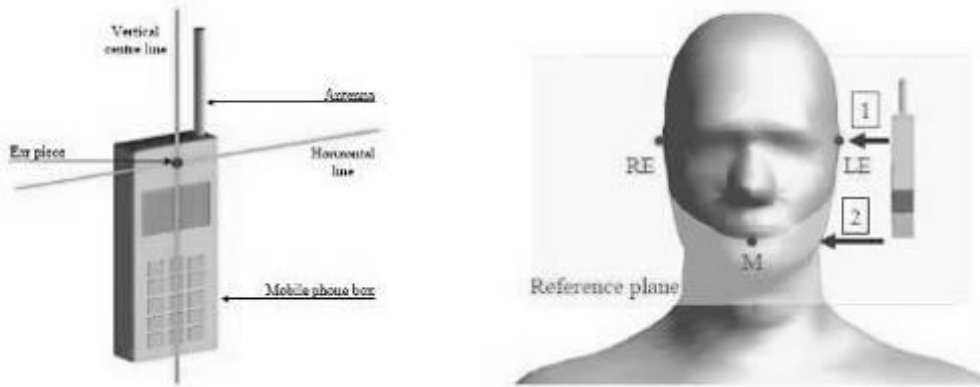 Vertical
centre line
Antenna
Ear piece
Horizontal
line
Mobile phone box
1
RE
LE
2
M
Reference plane